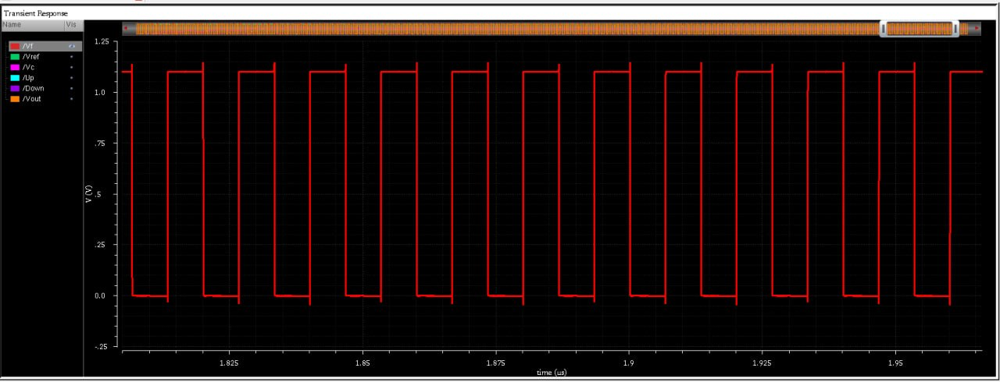 Transient Response
Name Vis
/Vf
/Vref
/Vc
/Up
/Down
/Vout
1.25
1.0
.75
.5
.25
0.0
-.25
V (V)
1.825 1.85 1.875 1.9 1.925 1.95
time (us)